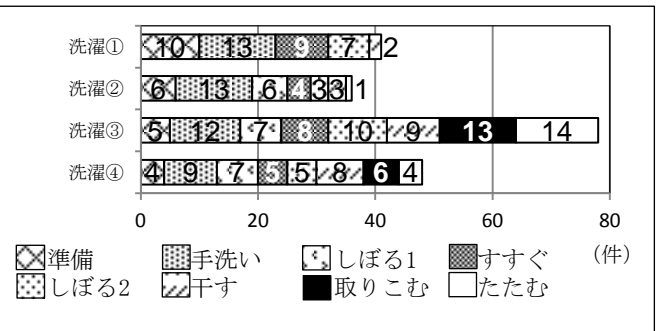 洗濯① 10 13 9 7 2
洗濯② 6 13 6 4 3 3 1
洗濯③ 5 12 7 8 10 9 13 14
洗濯④ 4 9 7 5 5 8 6 4
0 20 40 60 80
準備 手洗い しぼる1 すすぐ (件)
しぼる2 干す 取りこむ たたむ